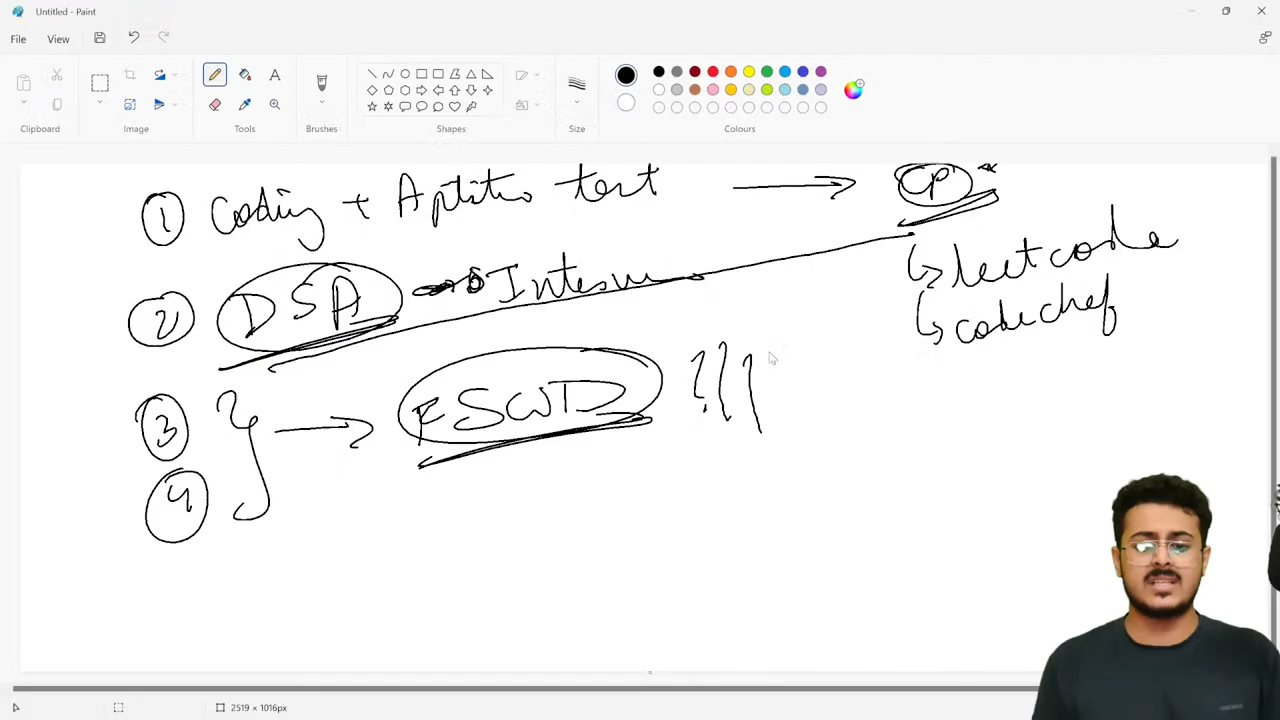 Untitled - Paint
File View
Clipboard Image Tools Brushes Shapes Size Colours
① Coding + Aptitio test → CP
↳ leetcode
② DSA → Interview
↳ codechef
③ } → FSWD ???
④
2519 × 1016px